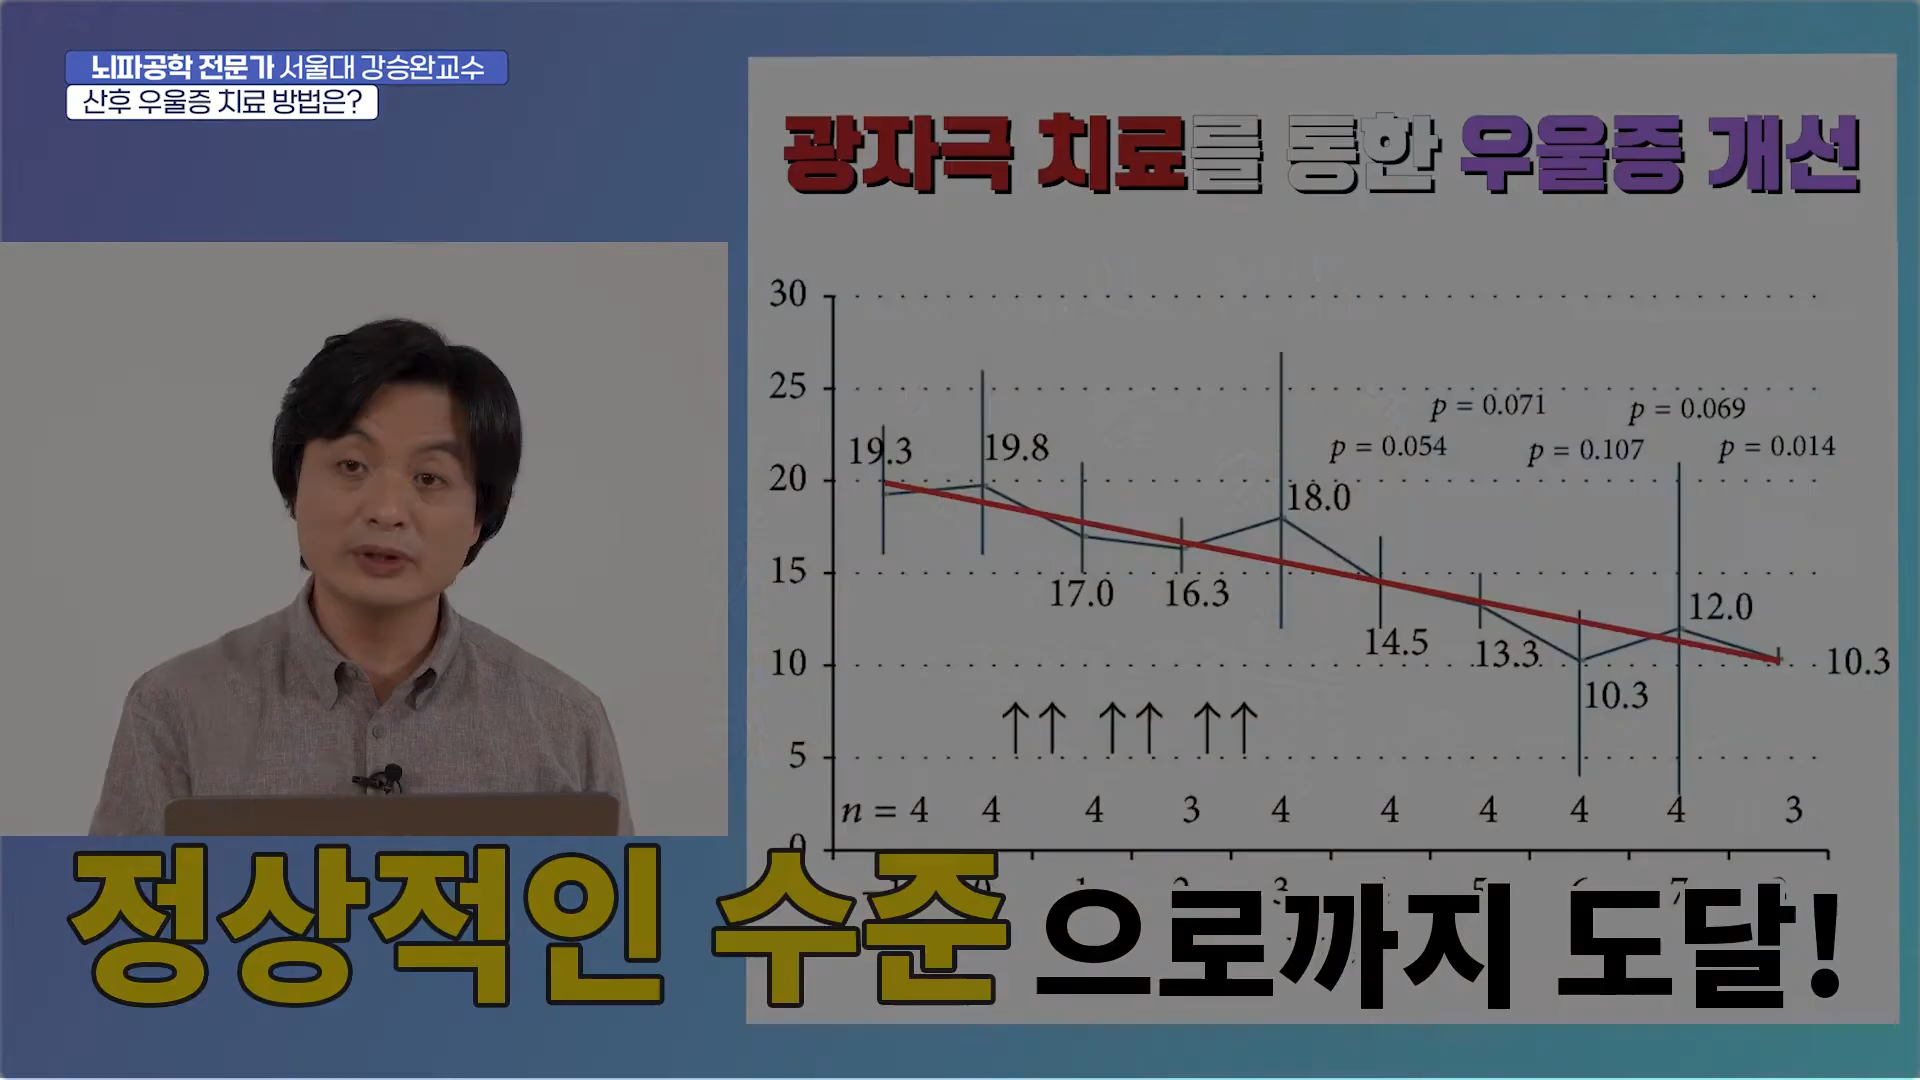 뇌파공학 전문가 서울대 강승완교수
산후 우울증 치료 방법은?
광자극 치료를 통한 우울증 개선
30
25
20
15
10
5
0
19.3
19.8
17.0
16.3
18.0
14.5
13.3
10.3
12.0
10.3
p = 0.054
p = 0.071
p = 0.107
p = 0.069
p = 0.014
↑↑ ↑↑ ↑↑
n = 4 4 4 3 4 4 4 4 4 3
정상적인 수준으로까지 도달!